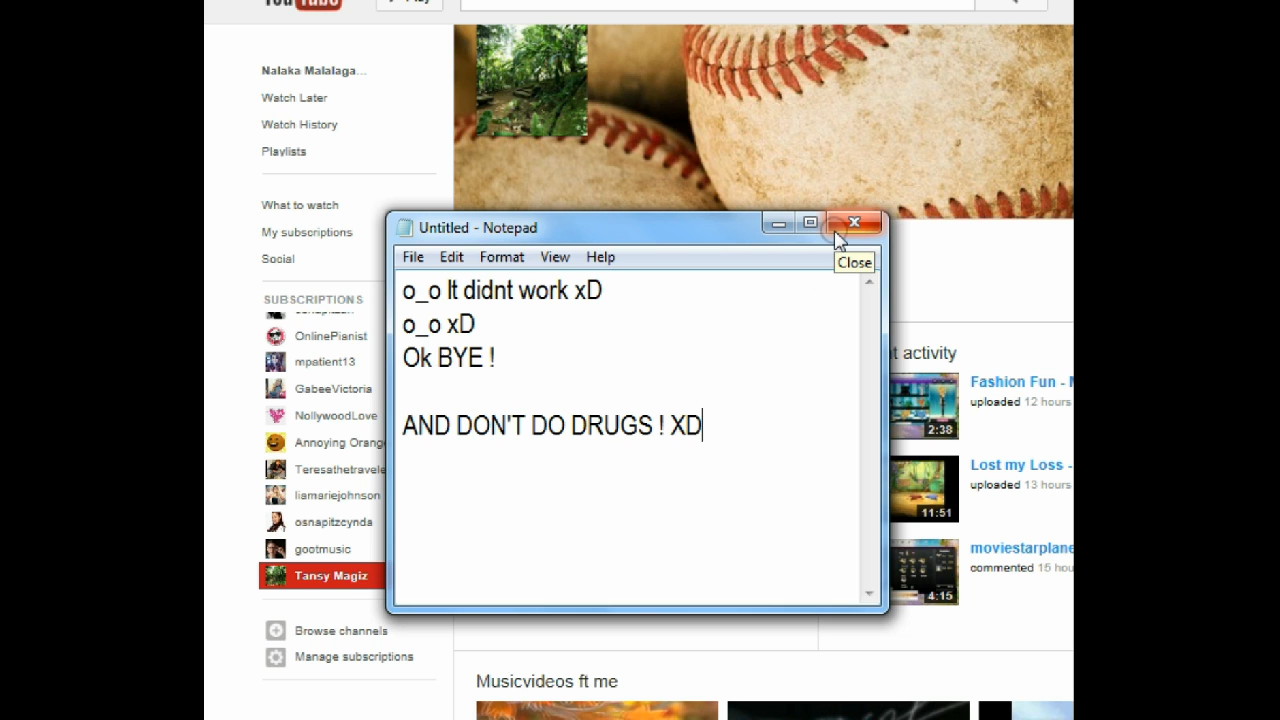 YouTube
Play
Nalaka Malalaga...
Watch Later
Watch History
Playlists
What to watch
My subscriptions
Social
SUBSCRIPTIONS
OnlinePianist
mpatient13
GabeeVictoria
NollywoodLove
Annoying Orang
Teresathetravele
liamariejohnson
osnapitzcynda
gootmusic
Tansy Magiz
Browse channels
Manage subscriptions
Untitled - Notepad
File Edit Format View Help
Close
o_o It didnt work xD
o_o xD
Ok BYE !
AND DON'T DO DRUGS ! XD
t activity
Fashion Fun -
uploaded 12 hours
2:38
Lost my Loss -
uploaded 13 hours
11:51
moviestarplane
commented 15 hou
4:15
Musicvideos ft me